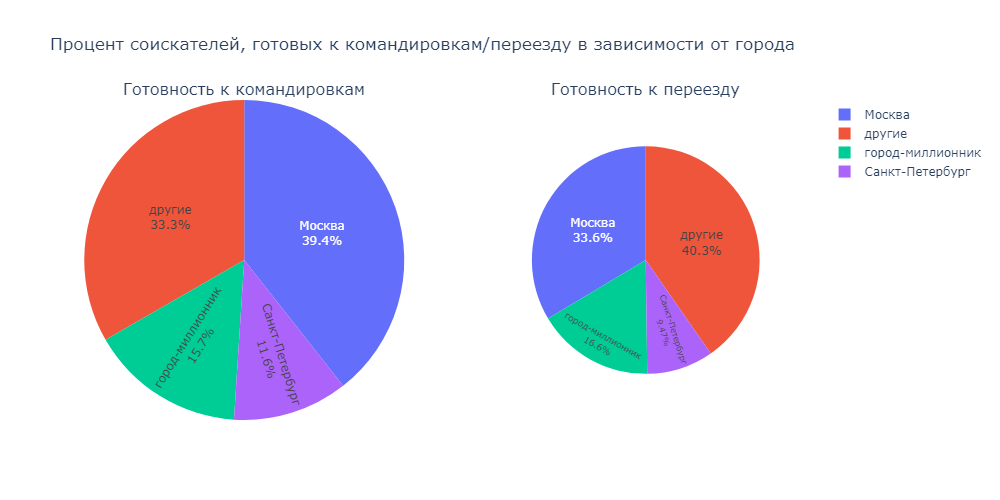 Процент соискателей, готовых к командировкам/переезду в зависимости от города
Готовность к командировкам
Готовность к переезду
Москва
другие
город-миллионник
Санкт-Петербург
другие
33.3%
Москва
39.4%
город-миллионник
15.7%
Санкт-Петербург
11.6%
Москва
33.6%
другие
40.3%
город-миллионник
16.6%
Санкт-Петербург
9.47%